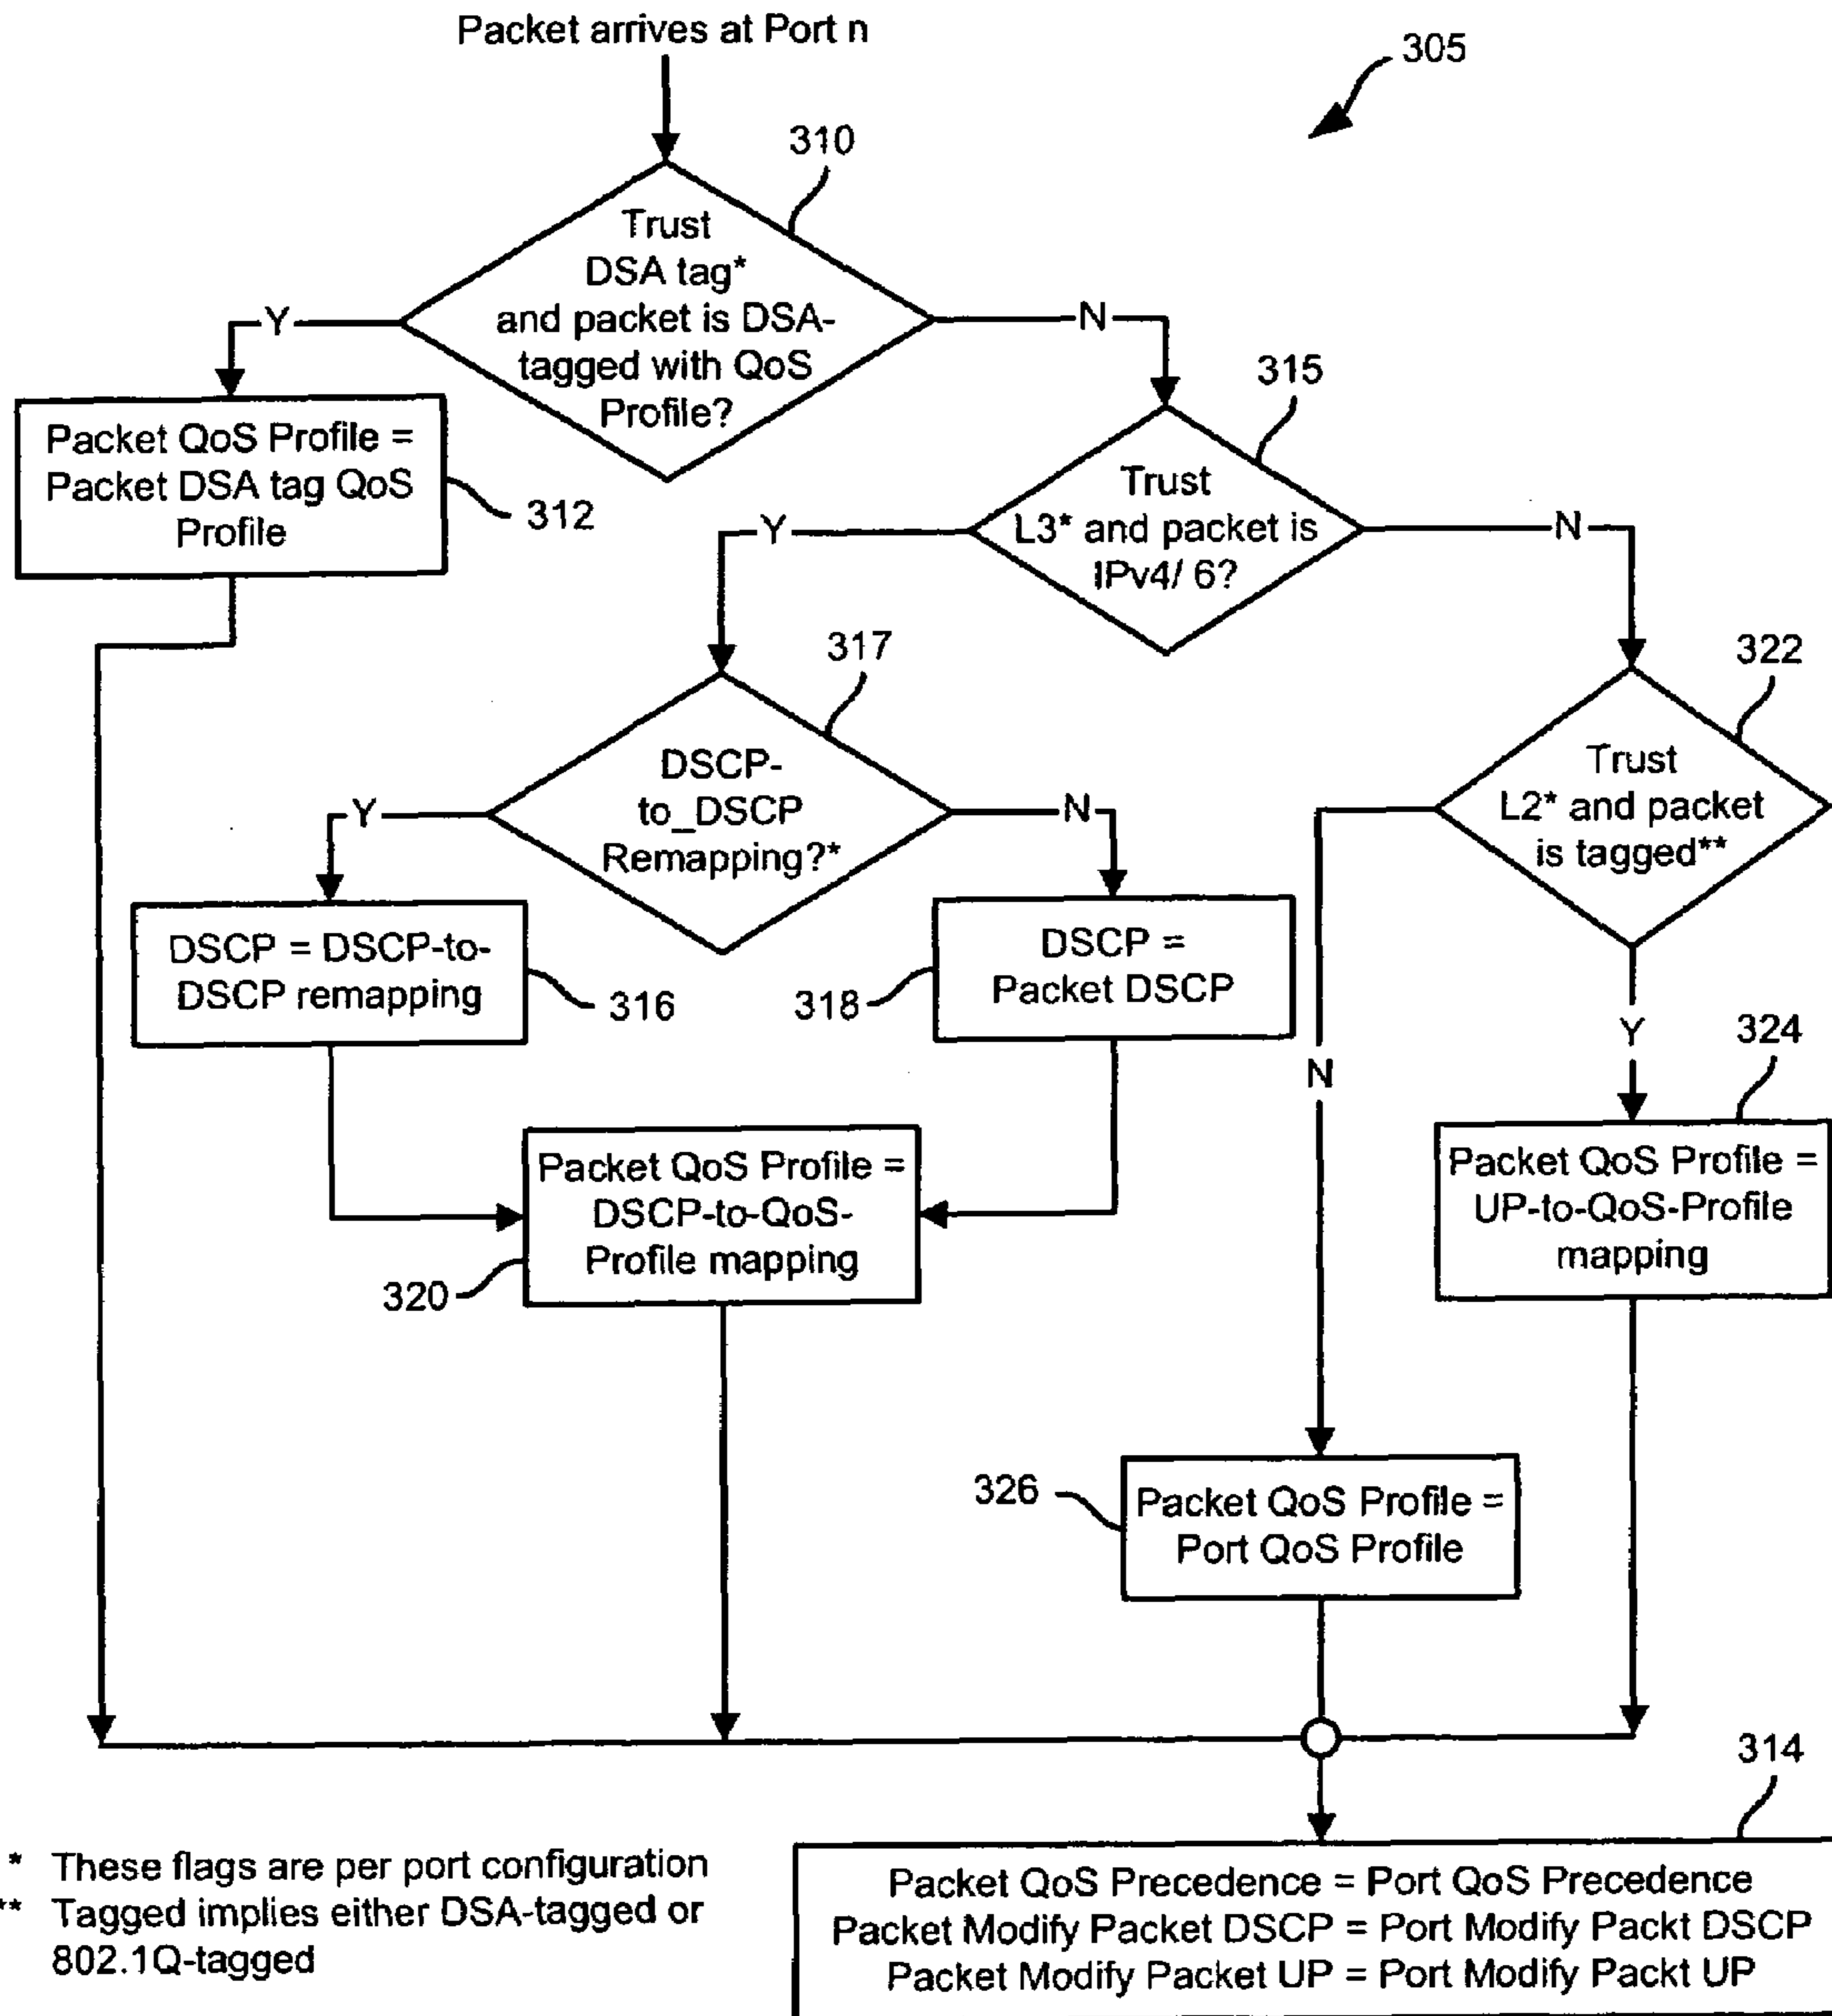 Packet arrives at Port n
305
310
Trust
DSA tag*
and packet is DSA-
tagged with QoS
Profile?
Y
N
Packet QoS Profile =
Packet DSA tag QoS
Profile
312
315
Trust
L3* and packet is
IPv4/ 6?
Y
N
317
DSCP-
to_DSCP
Remapping?*
Y
N
322
Trust
L2* and packet
is tagged**
N
Y
DSCP = DSCP-to-
DSCP remapping
316
DSCP =
Packet DSCP
318
324
Packet QoS Profile =
UP-to-QoS-Profile
mapping
Packet QoS Profile =
DSCP-to-QoS-
Profile mapping
320
326
Packet QoS Profile =
Port QoS Profile
314
Packet QoS Precedence = Port QoS Precedence
Packet Modify Packet DSCP = Port Modify Packt DSCP
Packet Modify Packet UP = Port Modify Packt UP
* These flags are per port configuration
** Tagged implies either DSA-tagged or
802.1Q-tagged